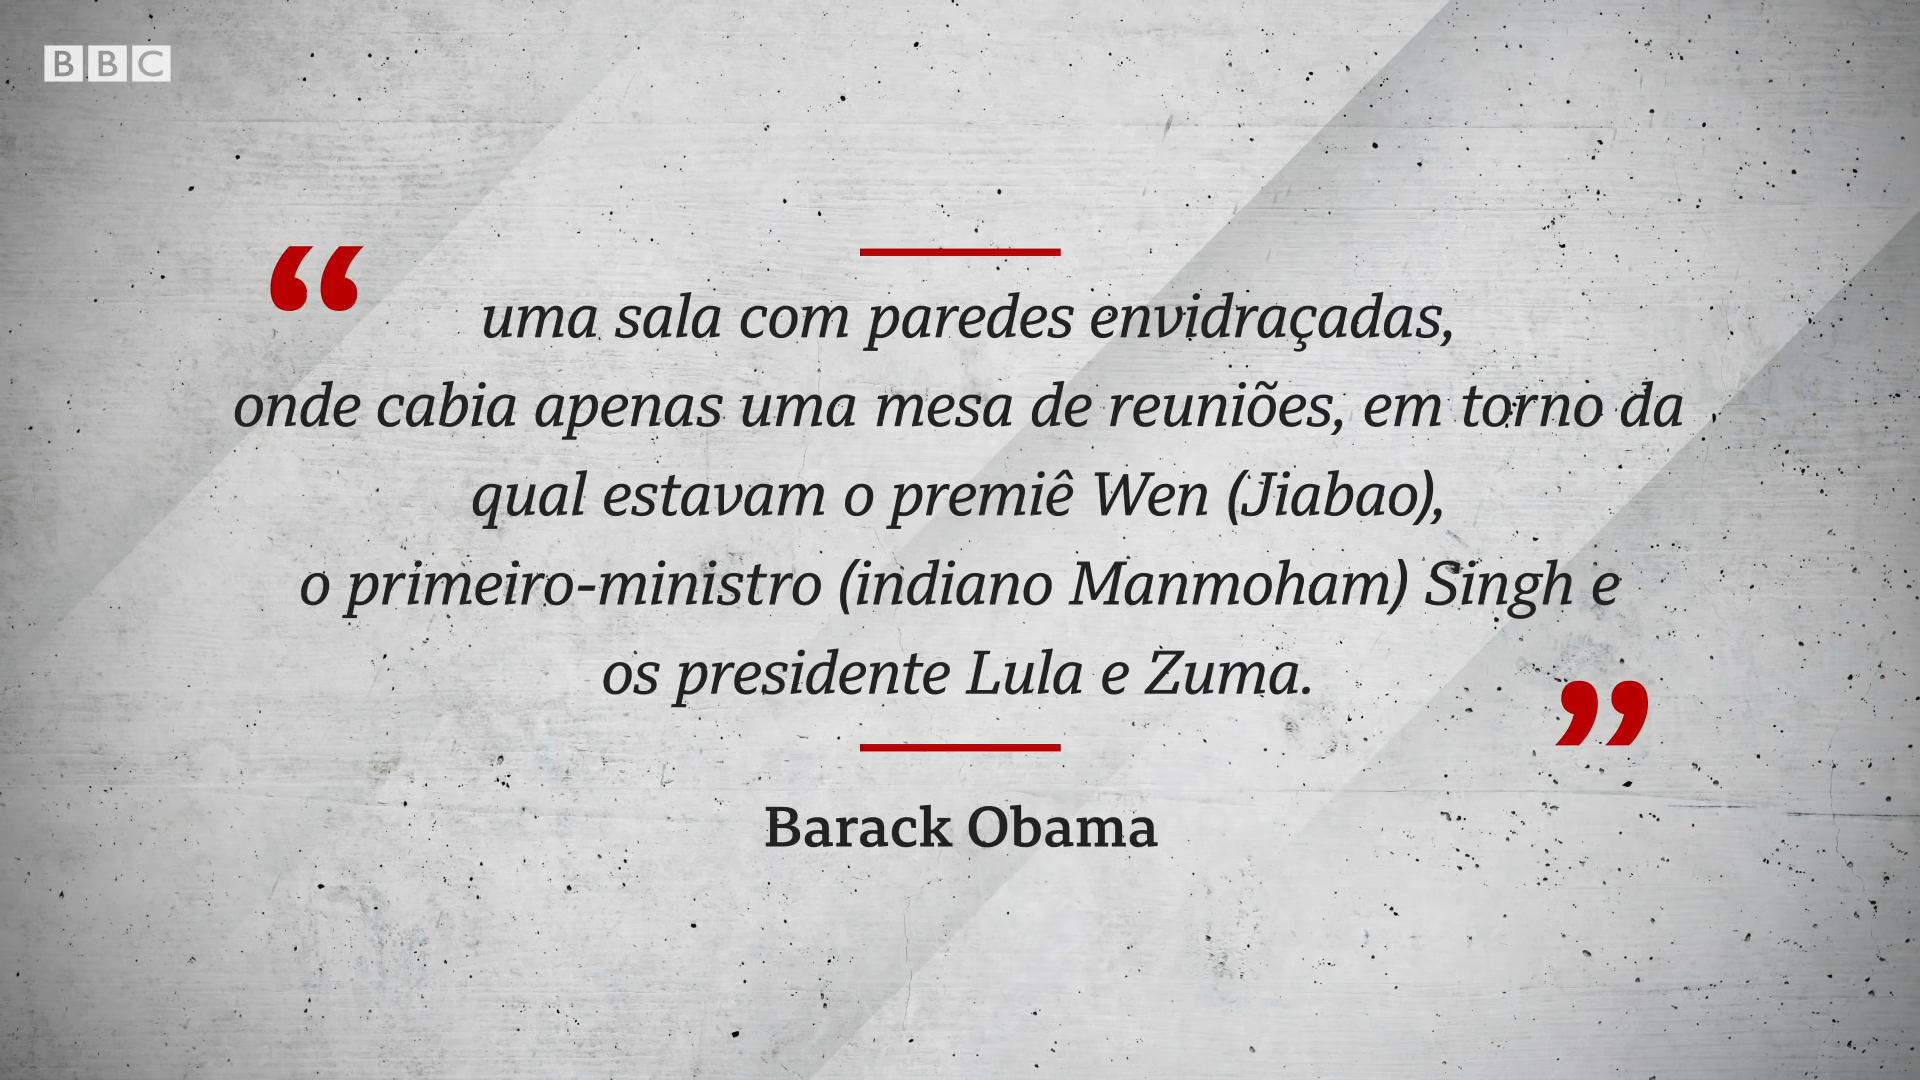 BBC
“
uma sala com paredes envidraçadas,
onde cabia apenas uma mesa de reuniões, em torno da
qual estavam o premiê Wen (Jiabao),
o primeiro-ministro (indiano Manmoham) Singh e
os presidente Lula e Zuma.
”
Barack Obama